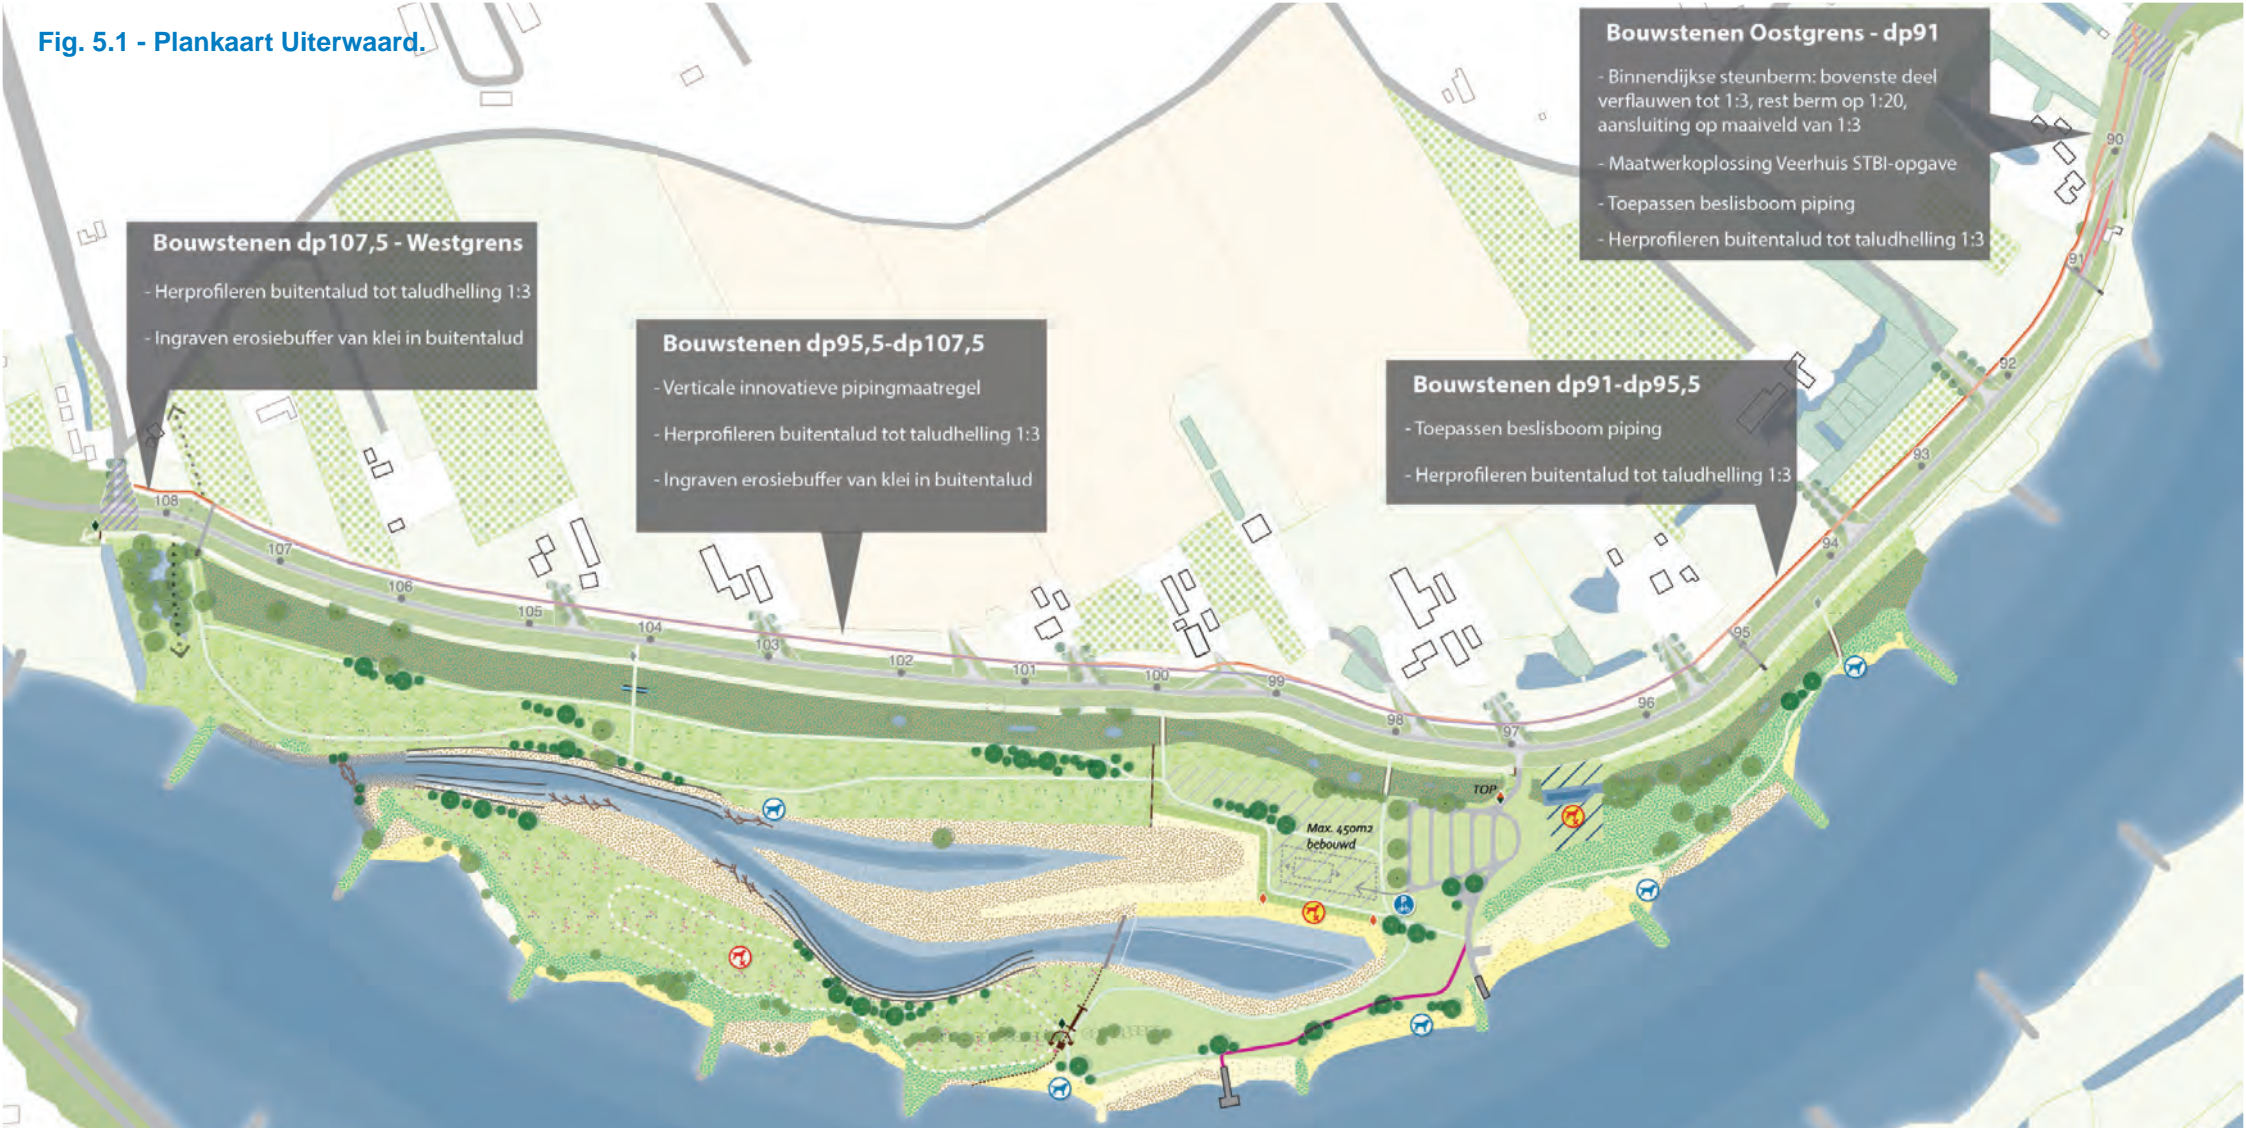 Fig. 5.1 - Plankaart Uiterwaard.
Bouwstenen Oostgrens - dp91
- Binnendijkse steunberm: bovenste deel
verflauwen tot 1:3, rest berm op 1:20,
aansluiting op maaiveld van 1:3
- Maatwerkoplossing Veerhuis STBI-opgave
- Toepassen beslisboom piping
- Herprofileren buitentalud tot taludhelling 1:3
Bouwstenen dp107,5 - Westgrens
- Herprofileren buitentalud tot taludhelling 1:3
- Ingraven erosiebuffer van klei in buitentalud
Bouwstenen dp95,5-dp107,5
- Verticale innovatieve pipingmaatregel
- Herprofileren buitentalud tot taludhelling 1:3
- Ingraven erosiebuffer van klei in buitentalud
Bouwstenen dp91-dp95,5
- Toepassen beslisboom piping
- Herprofileren buitentalud tot taludhelling 1:3
90
91
92
93
94
95
96
97
98
99
100
101
102
103
104
105
106
107
108
TOP
Max. 450m2
bebouwd
P